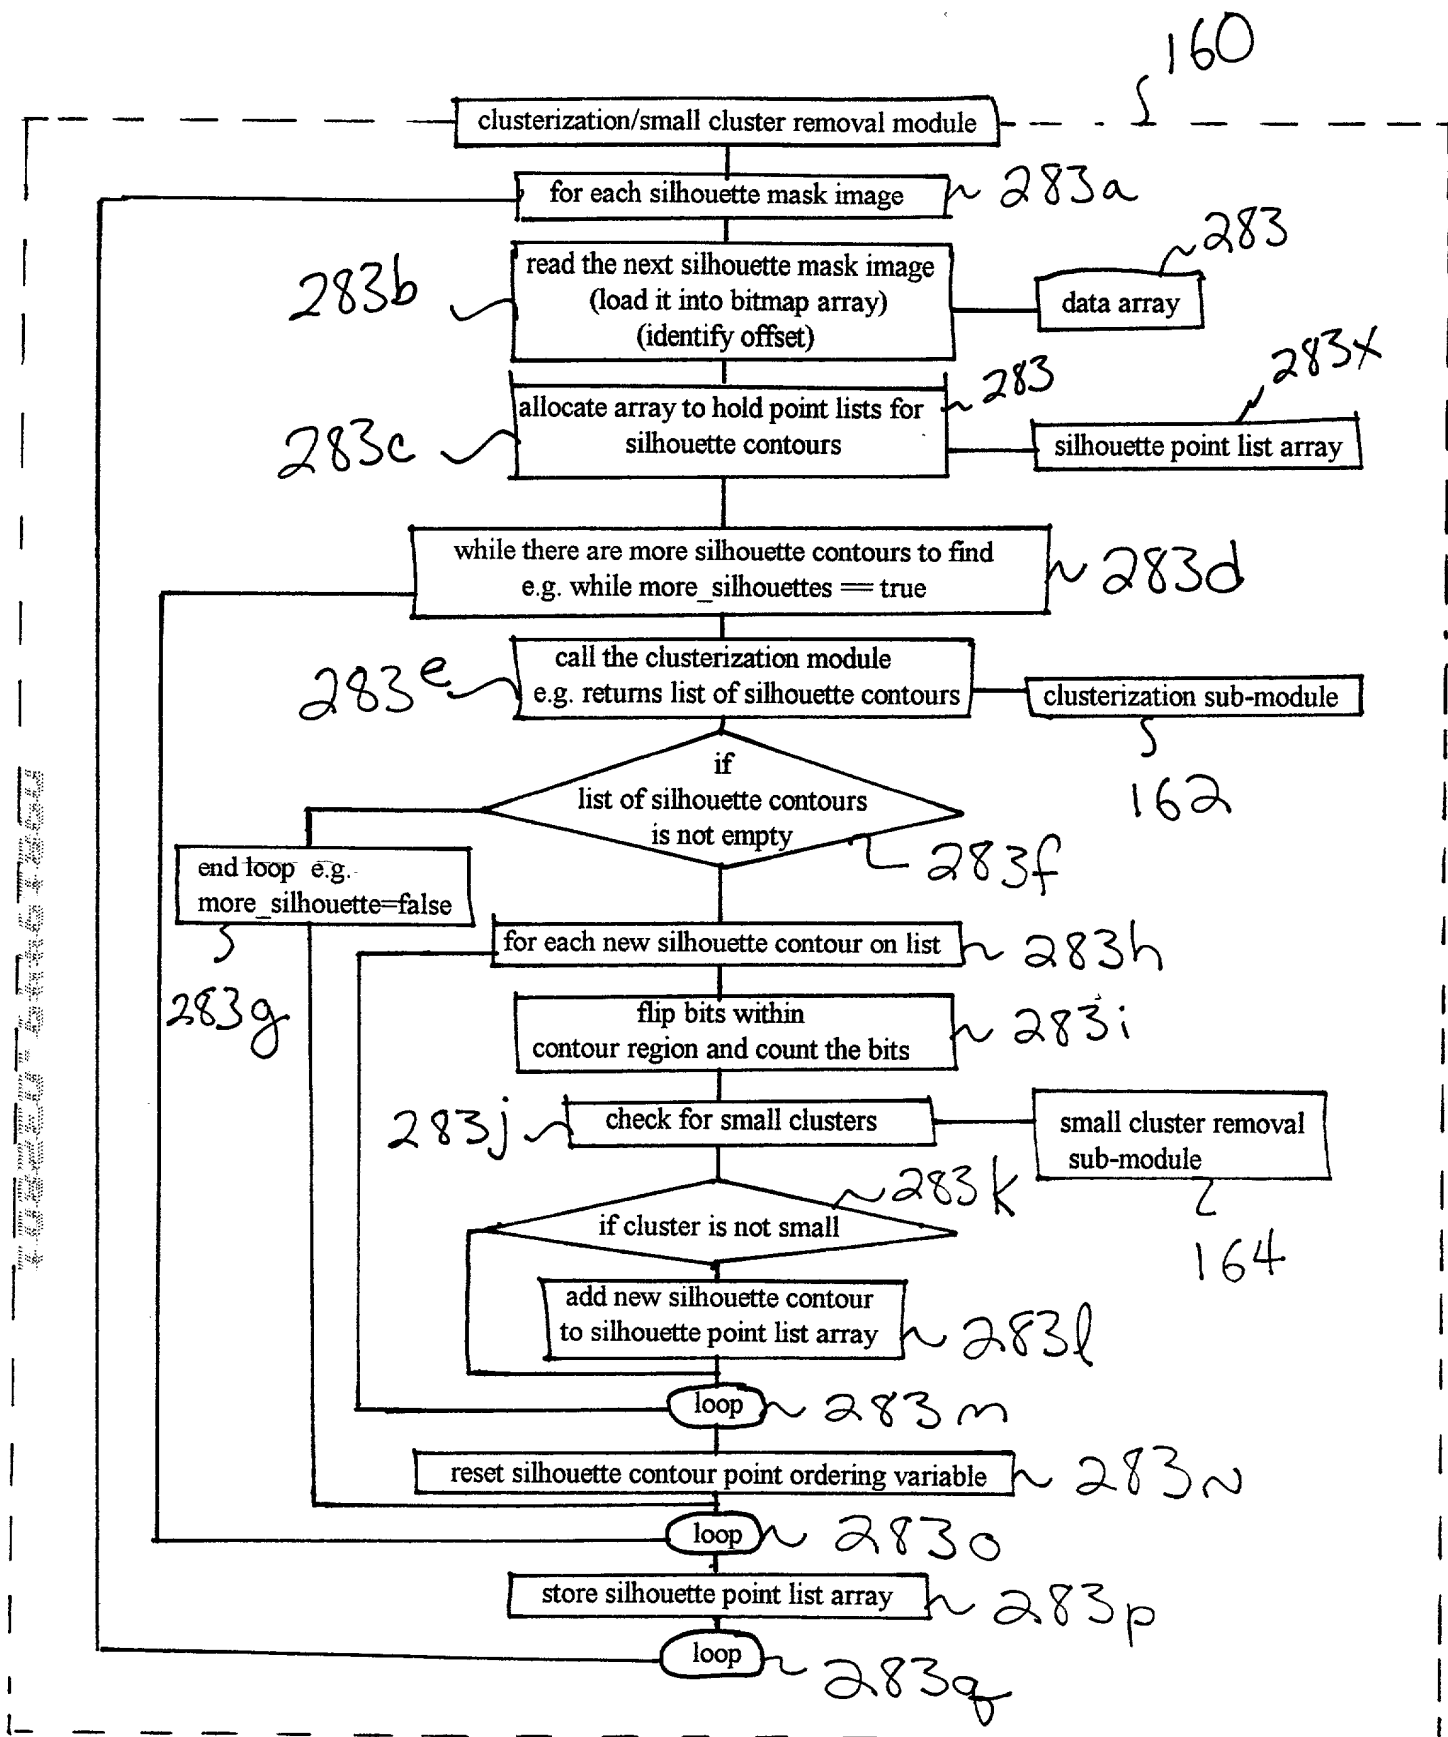 160
clusterization/small cluster removal module
for each silhouette mask image
283a
283b
read the next silhouette mask image
(load it into bitmap array)
(identify offset)
283
data array
283c
allocate array to hold point lists for
silhouette contours
283
283x
silhouette point list array
while there are more silhouette contours to find
e.g. while more_silhouettes == true
283d
283e
call the clusterization module
e.g. returns list of silhouette contours
clusterization sub-module
162
if
list of silhouette contours
is not empty
283f
end loop e.g.
more_silhouette=false
283g
for each new silhouette contour on list
283h
flip bits within
contour region and count the bits
283i
283j
check for small clusters
small cluster removal
sub-module
164
283k
if cluster is not small
add new silhouette contour
to silhouette point list array
283l
loop
283m
reset silhouette contour point ordering variable
283n
loop
283o
store silhouette point list array
283p
loop
283q